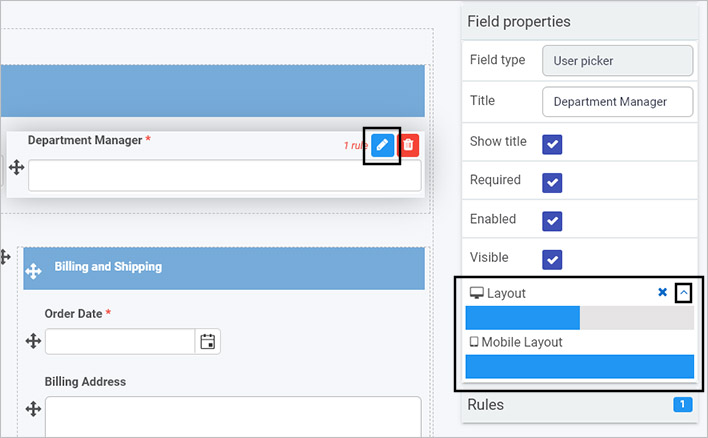 Department Manager *
1 rule
Billing and Shipping
Order Date *
Billing Address
Field properties
Field type
User picker
Title
Department Manager
Show title
Required
Enabled
Visible
Layout
Mobile Layout
Rules
1